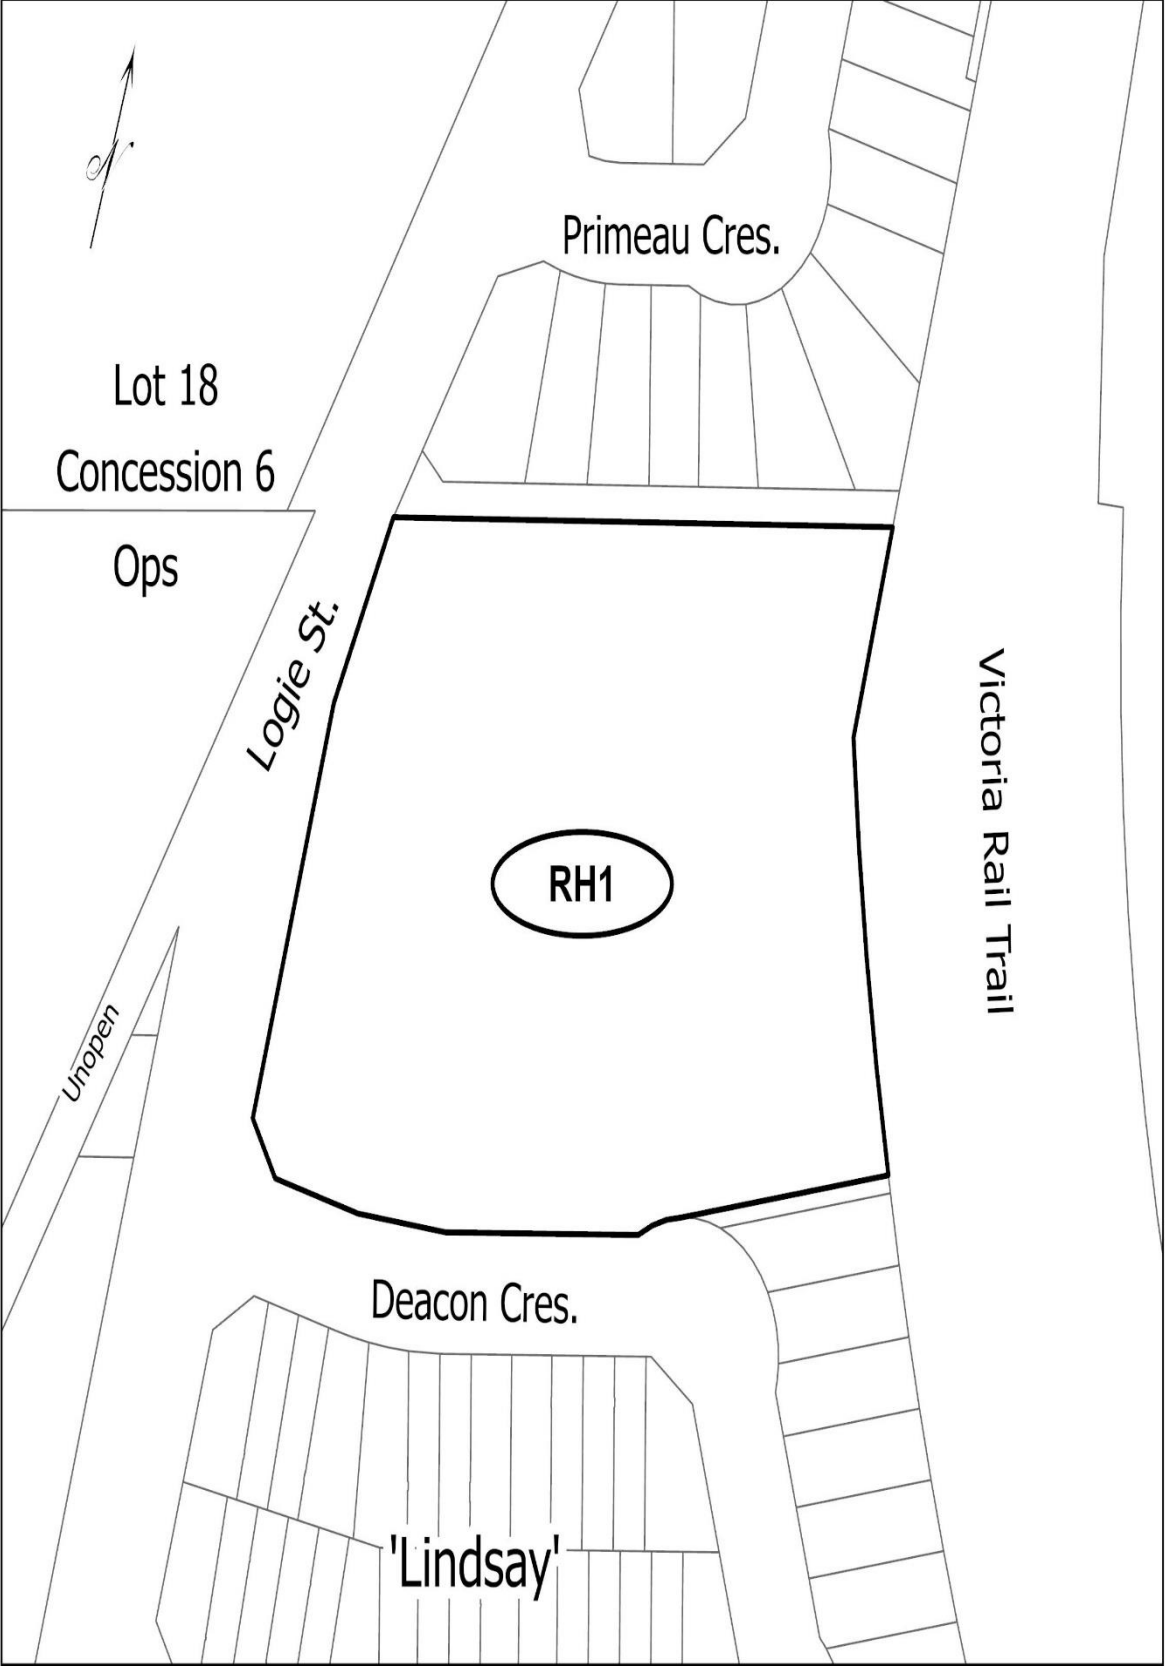 Primeau Cres.
Lot 18
Concession 6
Ops
Logie St.
Victoria Rail Trail
RH1
Unopen
Deacon Cres.
'Lindsay'